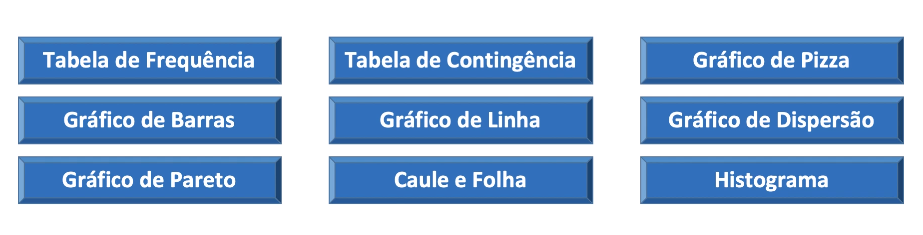 Tabela de Frequência
Tabela de Contingência
Gráfico de Pizza
Gráfico de Barras
Gráfico de Linha
Gráfico de Dispersão
Gráfico de Pareto
Caule e Folha
Histograma